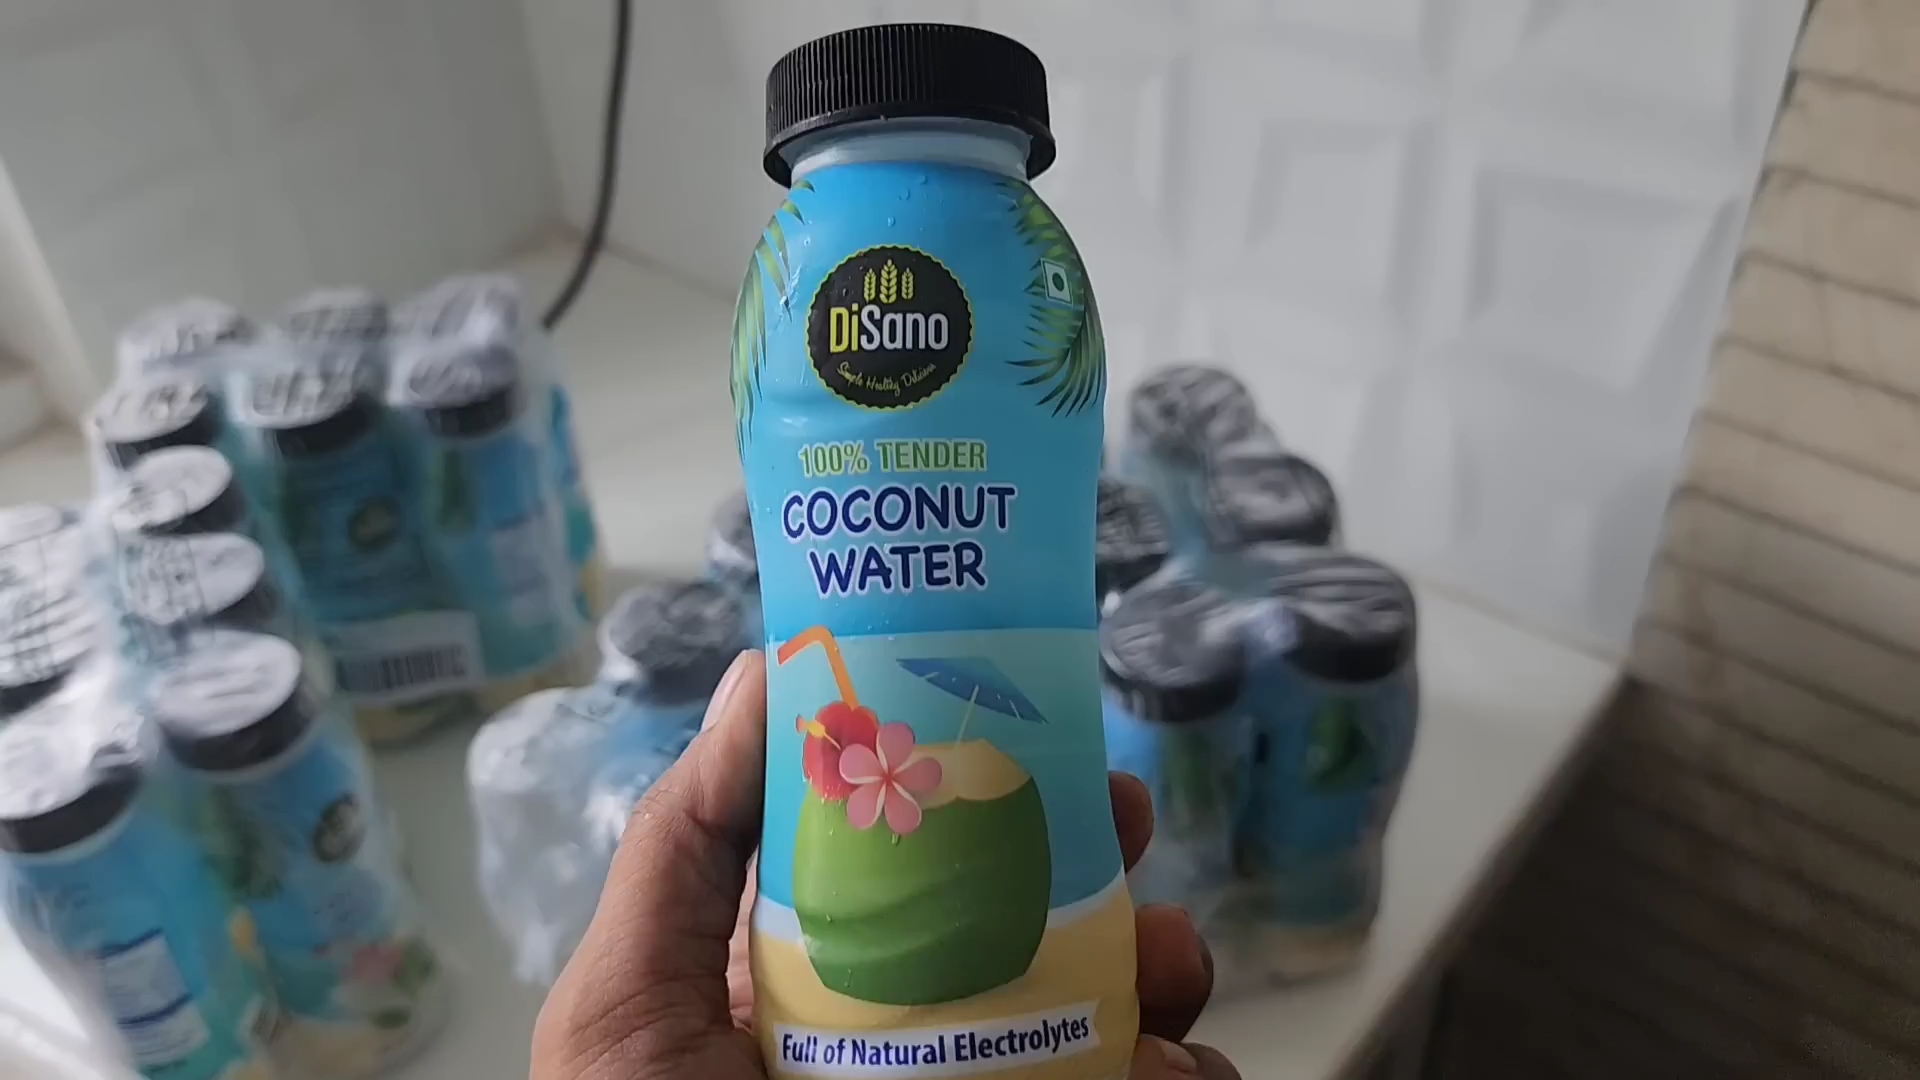 DiSano
Simple Healthy Delicious
100% TENDER
COCONUT
WATER
Full of Natural Electrolytes